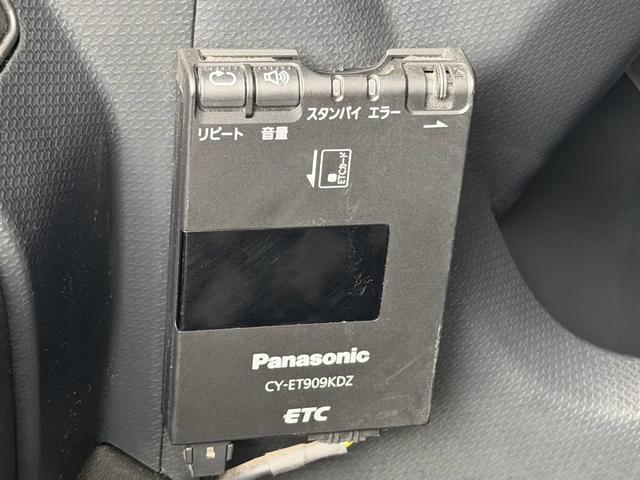 リピート 音量 スタンバイ エラー
ETCカード
Panasonic
CY-ET909KDZ
ETC